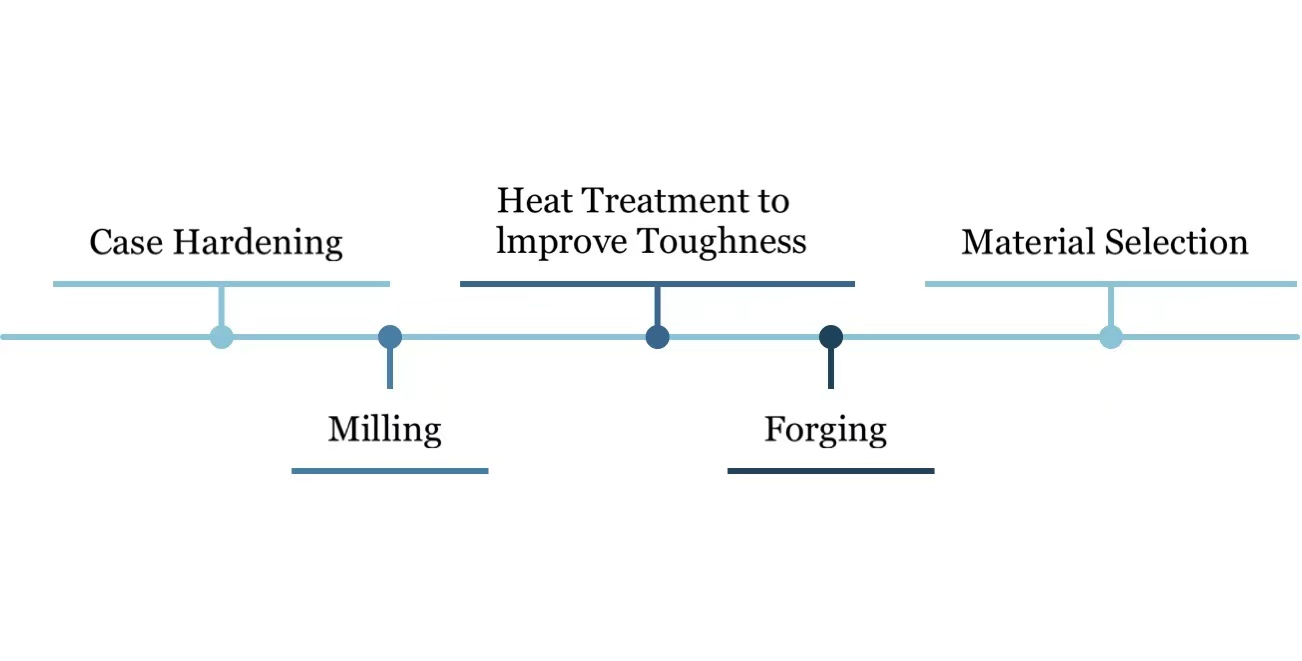 Case Hardening
Heat Treatment to
lmprove Toughness
Material Selection
Milling
Forging